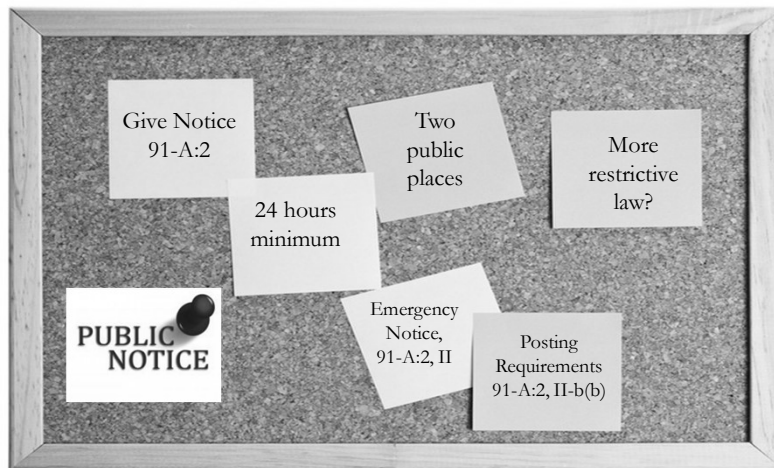 Give Notice
91-A:2
Two
public
places
More
restrictive
law?
24 hours
minimum
Emergency
Notice,
91-A:2, II
Posting
Requirements
91-A:2, II-b(b)
PUBLIC
NOTICE